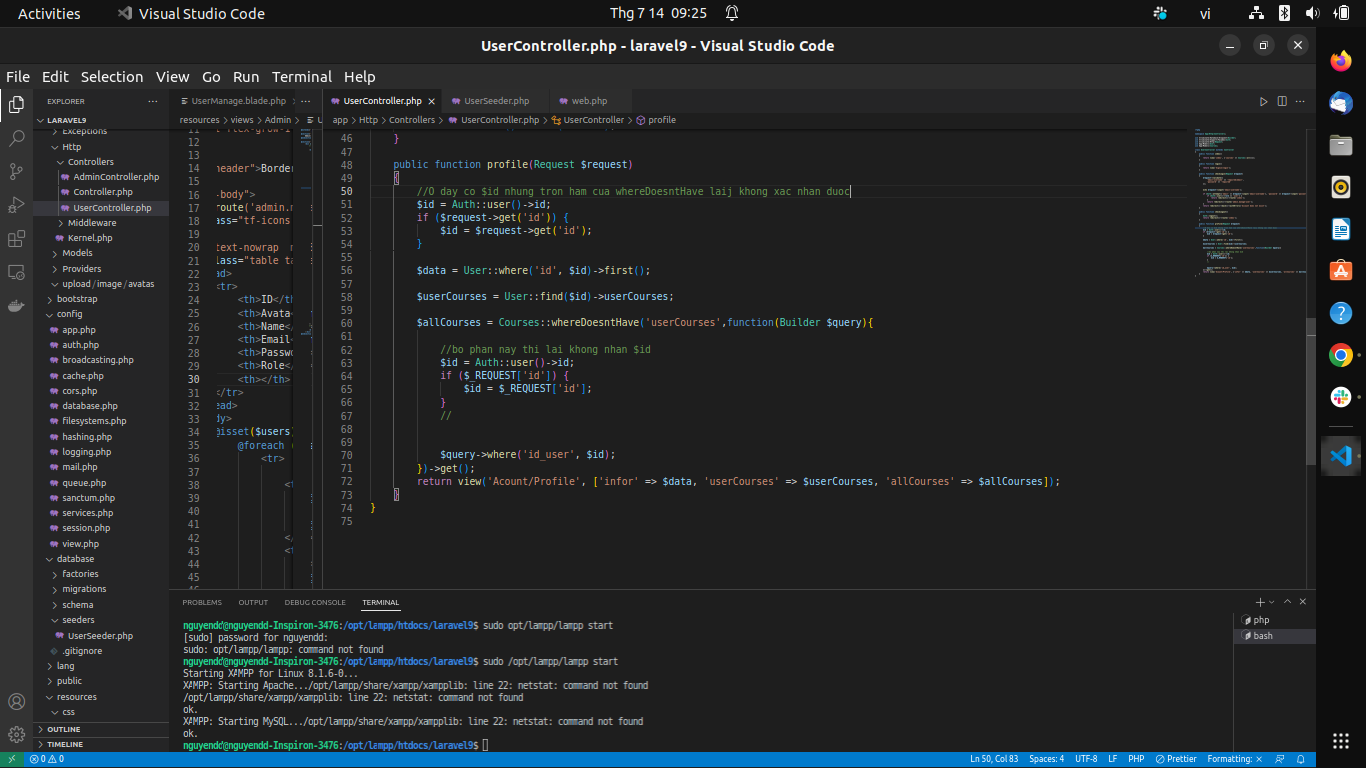 Activities
Visual Studio Code
Thg 7 14 09:25
vi
UserController.php - laravel9 - Visual Studio Code
File Edit Selection View Go Run Terminal Help
EXPLORER
LARAVEL9
Exceptions
Http
Controllers
AdminController.php
Controller.php
UserController.php
Middleware
Kernel.php
Models
Providers
upload / image / avatas
bootstrap
config
app.php
auth.php
broadcasting.php
cache.php
cors.php
database.php
filesystems.php
hashing.php
logging.php
mail.php
queue.php
sanctum.php
services.php
session.php
view.php
database
factories
migrations
schema
seeders
UserSeeder.php
.gitignore
lang
public
resources
css
OUTLINE
TIMELINE
UserManage.blade.php
resources > views > Admin >
12
13
14 header">Border
15
16 -body">
17 route('admin.m
18 ass="tf-icons
19
20 text-nowrap
21 lass="table ta
22 ad>
23 <tr>
24 <th>ID</th
25 <th>Avata<
26 <th>Name</
27 <th>Email<
28 <th>Passwo
29 <th>Role</
30 <th></th>
31 </tr>
32 ead>
33 dy>
34 @isset($users)
35 @foreach (
36 <tr>
37
38 <t
39
40
41
42 </
43 <t
44
45
UserController.php
UserSeeder.php
web.php
app > Http > Controllers > UserController.php > UserController > profile
46 }
47
48 public function profile(Request $request)
49 {
50 //O day co $id nhung tron ham cua whereDoesntHave laij khong xac nhan duoc
51 $id = Auth::user()->id;
52 if ($request->get('id')) {
53 $id = $request->get('id');
54 }
55
56 $data = User::where('id', $id)->first();
57
58 $userCourses = User::find($id)->userCourses;
59
60 $allCourses = Courses::whereDoesntHave('userCourses',function(Builder $query){
61
62 //bo phan nay thi lai khong nhan $id
63 $id = Auth::user()->id;
64 if ($_REQUEST['id']) {
65 $id = $_REQUEST['id'];
66 }
67 //
68
69
70 $query->where('id_user', $id);
71 })->get();
72 return view('Acount/Profile', ['infor' => $data, 'userCourses' => $userCourses, 'allCourses' => $allCourses]);
73 }
74 }
75
PROBLEMS OUTPUT DEBUG CONSOLE TERMINAL
nguyendd@nguyendd-Inspiron-3476:/opt/lampp/htdocs/laravel9$ sudo opt/lampp/lampp start
[sudo] password for nguyendd:
sudo: opt/lampp/lampp: command not found
nguyendd@nguyendd-Inspiron-3476:/opt/lampp/htdocs/laravel9$ sudo /opt/lampp/lampp start
Starting XAMPP for Linux 8.1.6-0...
XAMPP: Starting Apache.../opt/lampp/share/xampp/xampplib: line 22: netstat: command not found
/opt/lampp/share/xampp/xampplib: line 22: netstat: command not found
ok.
XAMPP: Starting MySQL.../opt/lampp/share/xampp/xampplib: line 22: netstat: command not found
ok.
nguyendd@nguyendd-Inspiron-3476:/opt/lampp/htdocs/laravel9$
php
bash
0 0
Ln 50, Col 83 Spaces: 4 UTF-8 LF PHP Prettier Formatting: ×